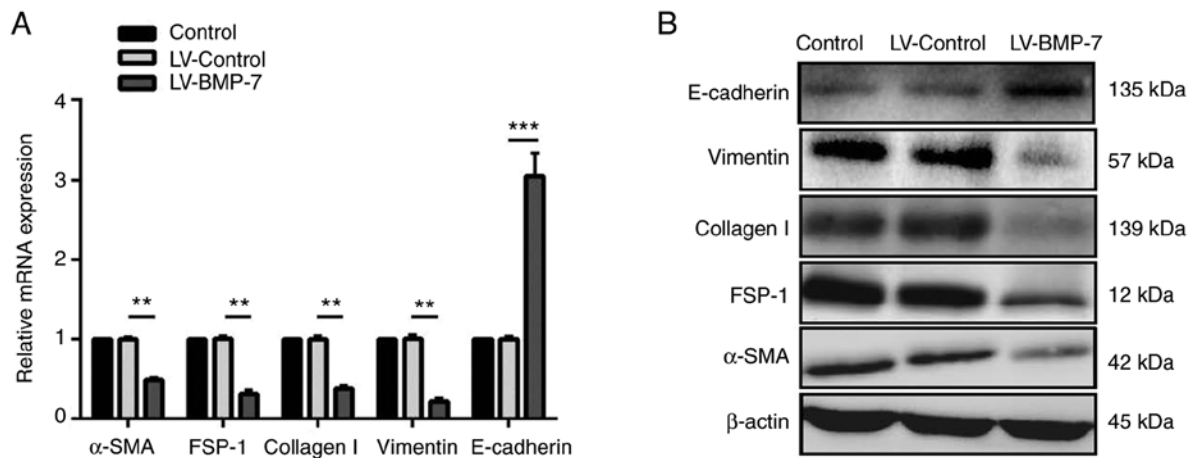 A
Control
LV-Control
LV-BMP-7
Relative mRNA expression
4
3
2
1
0
** ** ** ** ***
α-SMA FSP-1 Collagen I Vimentin E-cadherin
B
Control LV-Control LV-BMP-7
E-cadherin 135 kDa
Vimentin 57 kDa
Collagen I 139 kDa
FSP-1 12 kDa
α-SMA 42 kDa
β-actin 45 kDa